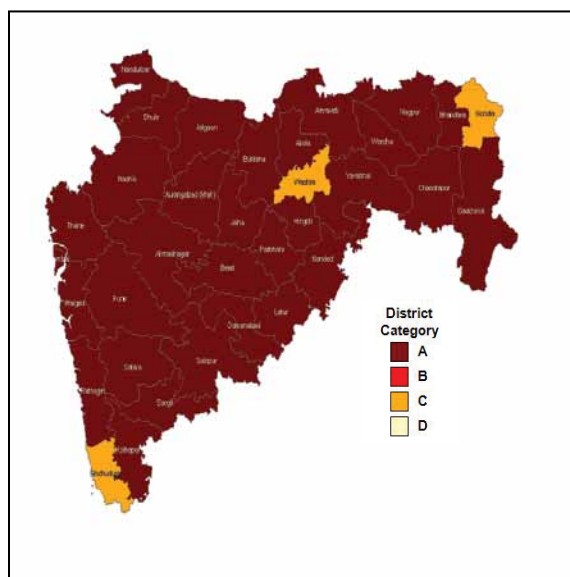 Nandurbar
Dhule
Jalgaon
Amravati
Nagpur
Bhandara
Gondia
Akola
Wardha
Buldana
Washim
Yavatmal
Nashik
Chandrapur
Aurangabad (Mah.)
Gadchiroli
Jalna
Hingoli
Thane
Parbhani
Ahmadnagar
Nanded
Beed
Raigad
Pune
Latur
Osmanabad
District
Category
A
B
C
D
Satara
Solapur
Ratnagiri
Sangli
Kolhapur
Sindhudurg